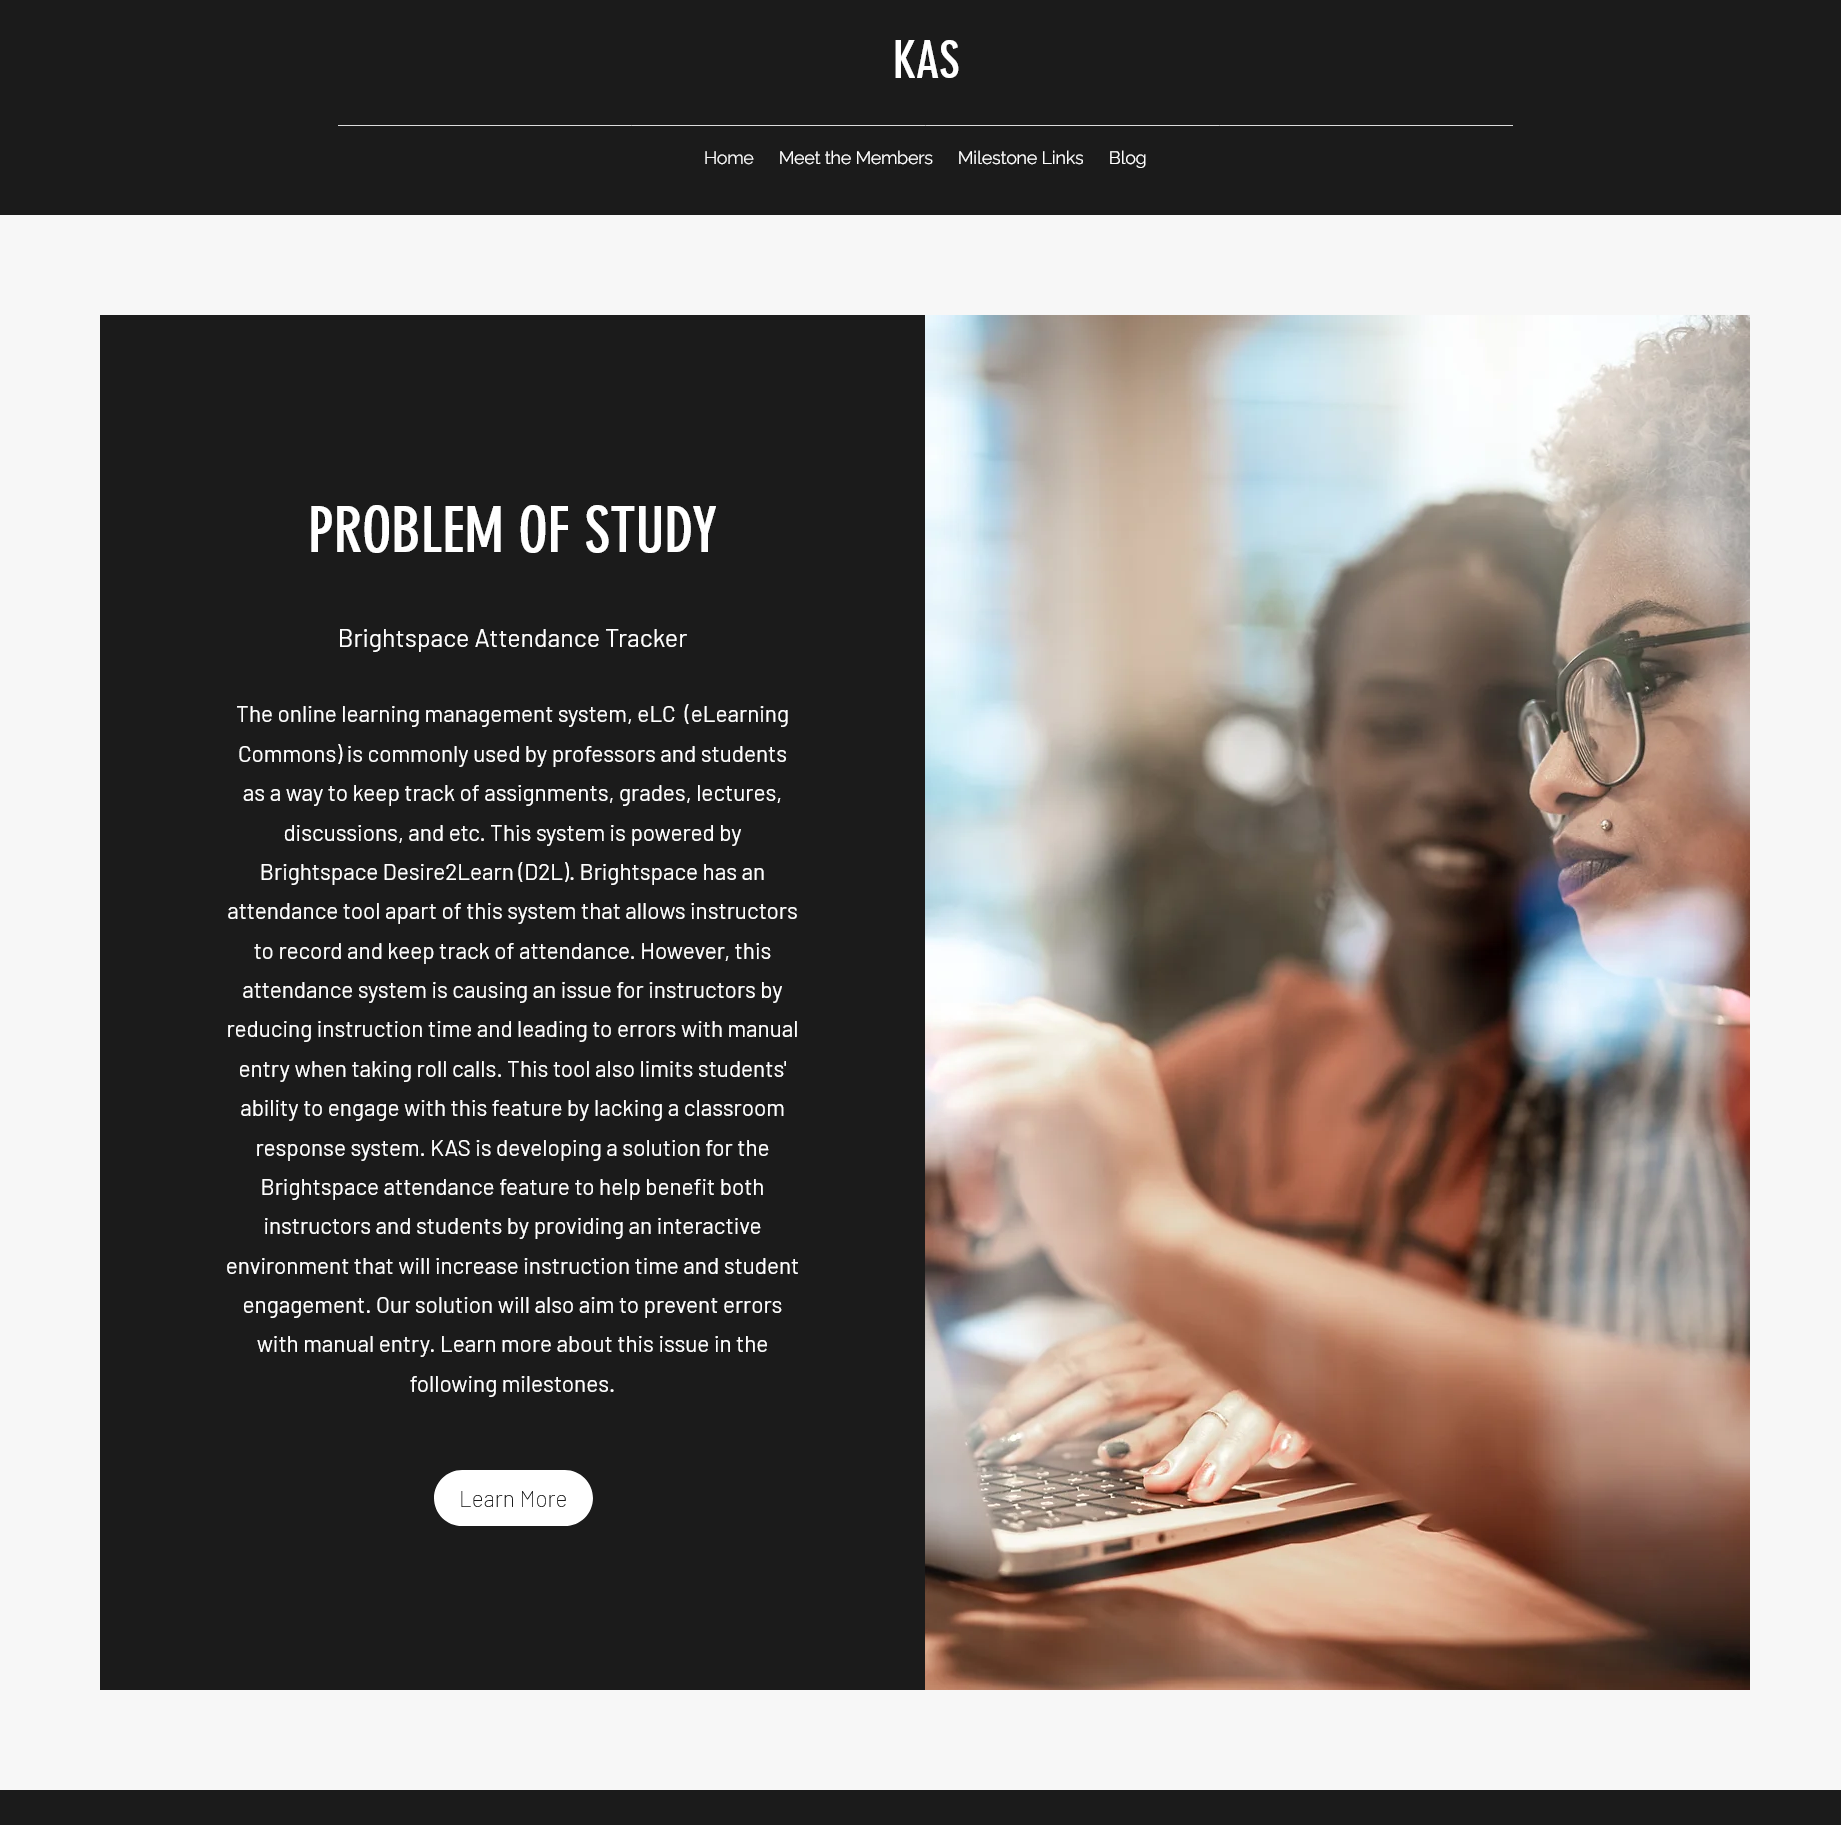 KAS
Home Meet the Members Milestone Links Blog
PROBLEM OF STUDY
Brightspace Attendance Tracker
The online learning management system, eLC (eLearning
Commons) is commonly used by professors and students
as a way to keep track of assignments, grades, lectures,
discussions, and etc. This system is powered by
Brightspace Desire2Learn (D2L). Brightspace has an
attendance tool apart of this system that allows instructors
to record and keep track of attendance. However, this
attendance system is causing an issue for instructors by
reducing instruction time and leading to errors with manual
entry when taking roll calls. This tool also limits students'
ability to engage with this feature by lacking a classroom
response system. KAS is developing a solution for the
Brightspace attendance feature to help benefit both
instructors and students by providing an interactive
environment that will increase instruction time and student
engagement. Our solution will also aim to prevent errors
with manual entry. Learn more about this issue in the
following milestones.
Learn More